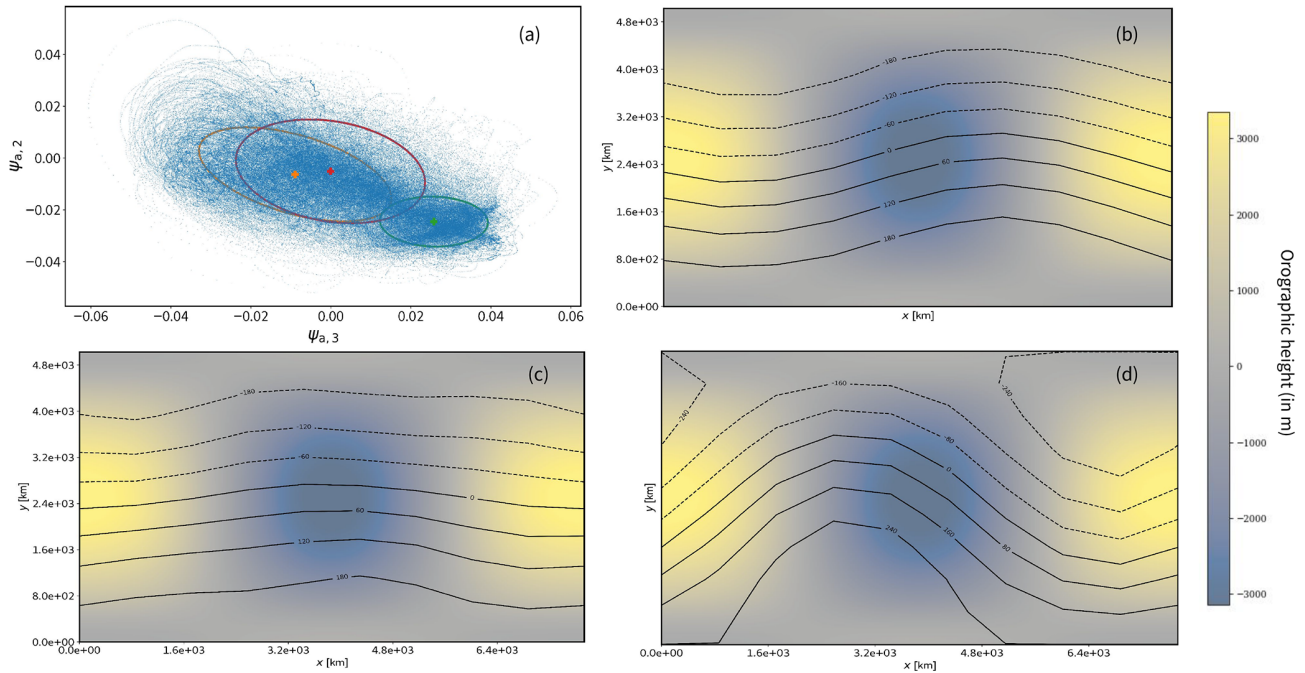 (a)
0.04
0.02
0.00
−0.02
−0.04
ψa, 2
−0.06
−0.04
−0.02
0.00
0.02
0.04
0.06
ψa, 3
(b)
4.8e+03
4.0e+03
3.2e+03
2.4e+03
1.6e+03
8.0e+02
0.0e+00
y [km]
x [km]
-180
-120
-60
0
60
120
180
(c)
4.8e+03
4.0e+03
3.2e+03
2.4e+03
1.6e+03
8.0e+02
0.0e+00
y [km]
0.0e+00
1.6e+03
3.2e+03
4.8e+03
6.4e+03
x [km]
-180
-120
-60
0
60
120
180
(d)
y [km]
0.0e+00
1.6e+03
3.2e+03
4.8e+03
6.4e+03
x [km]
-240
-160
-240
-80
0
80
160
240
3000
2000
1000
0
−1000
−2000
−3000
Orographic height (in m)